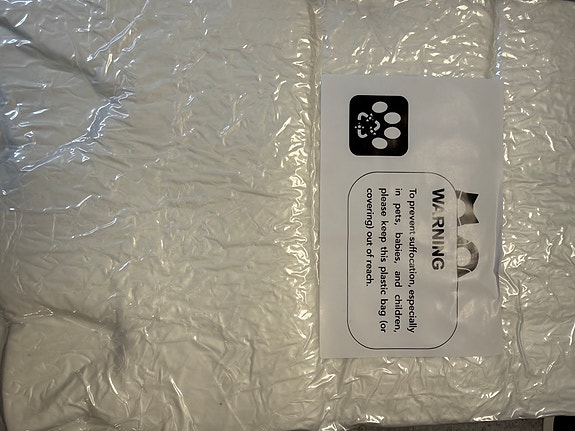 WARNING
To prevent suffocation, especially
in pets, babies, and children,
please keep this plastic bag (or
covering) out of reach.